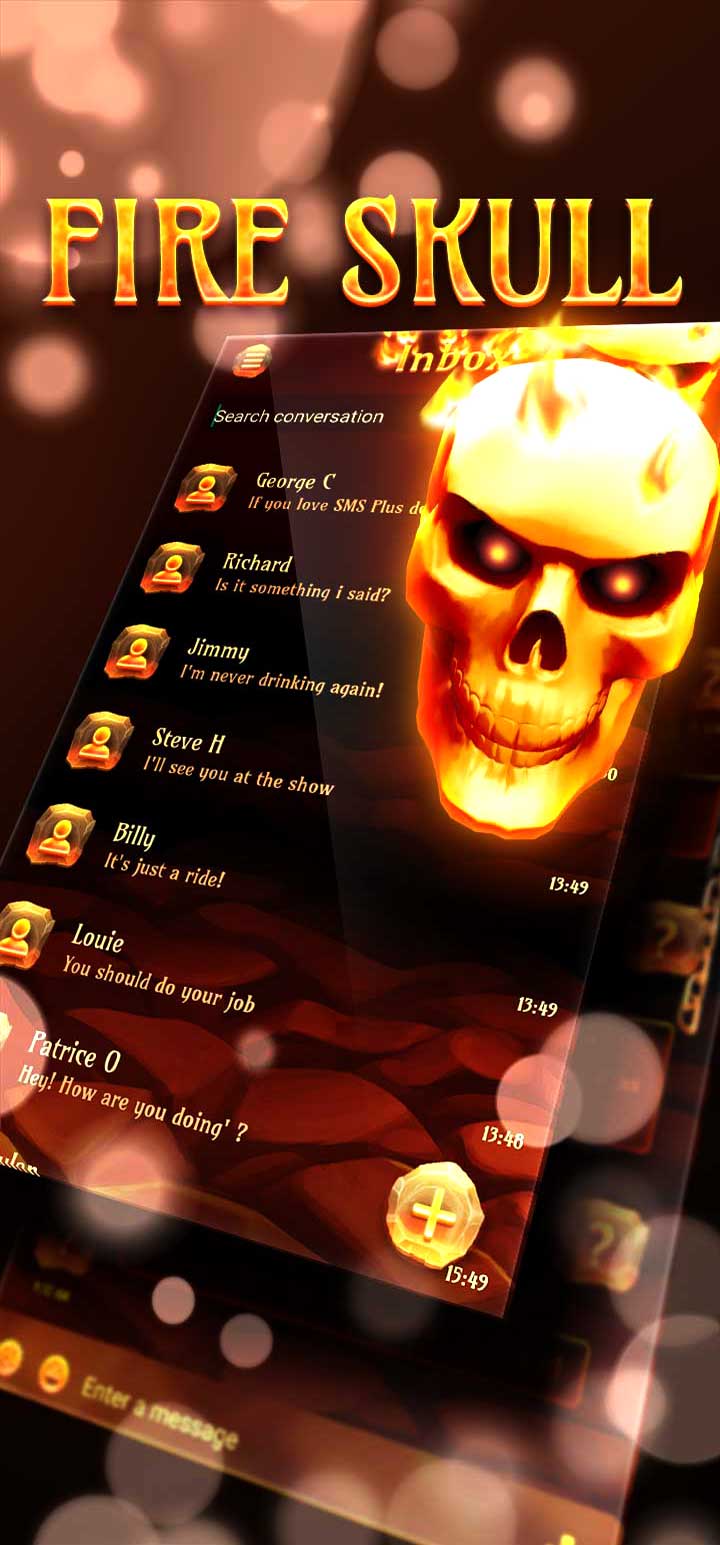 FIRE SKULL
Inbox
Search conversation
George C
If you love SMS Plus
Richard
Is it something i said?
Jimmy
I'm never drinking again!
Steve H
I'll see you at the show
Billy
It's just a ride!
13:49
Louie
You should do your job
13:49
Patrice O
Hey! How are you doing' ?
13:48
15:49
Enter a message